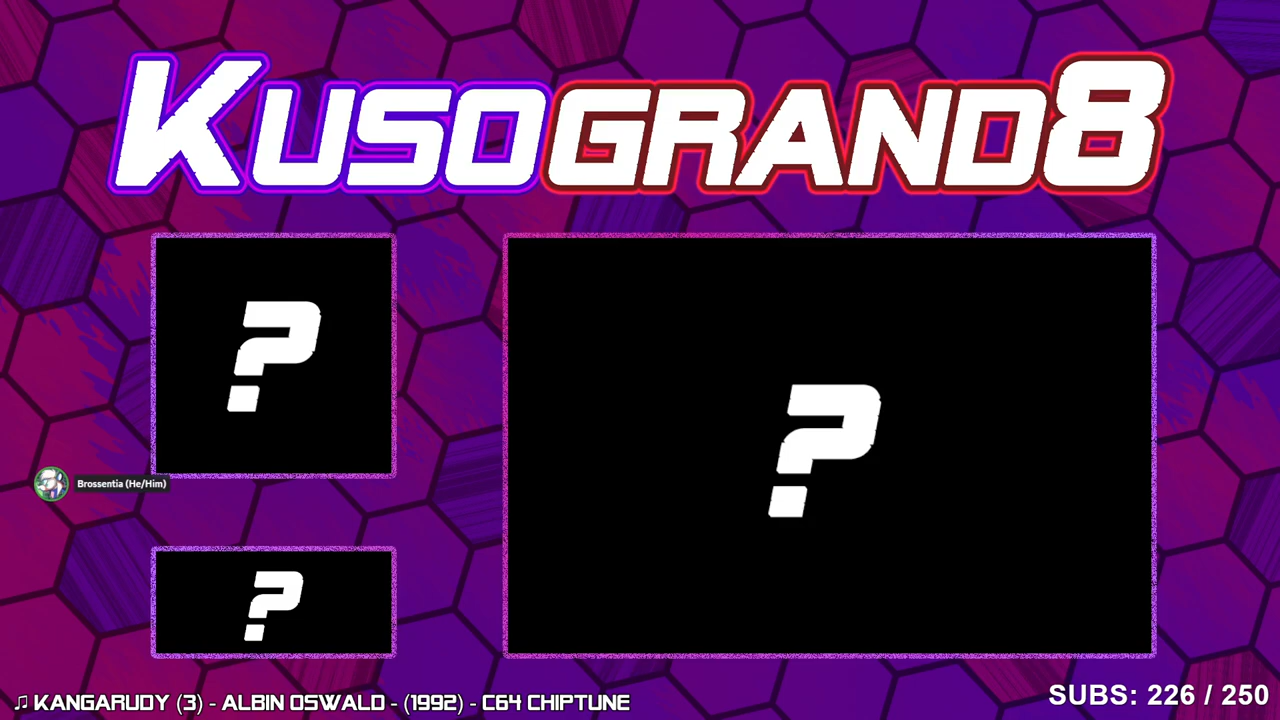 KUSOGRAND8
?
?
Brossentia (He/Him)
?
♫ KANGARUDY (3) - ALBIN OSWALD - (1992) - C64 CHIPTUNE
SUBS: 226 / 250